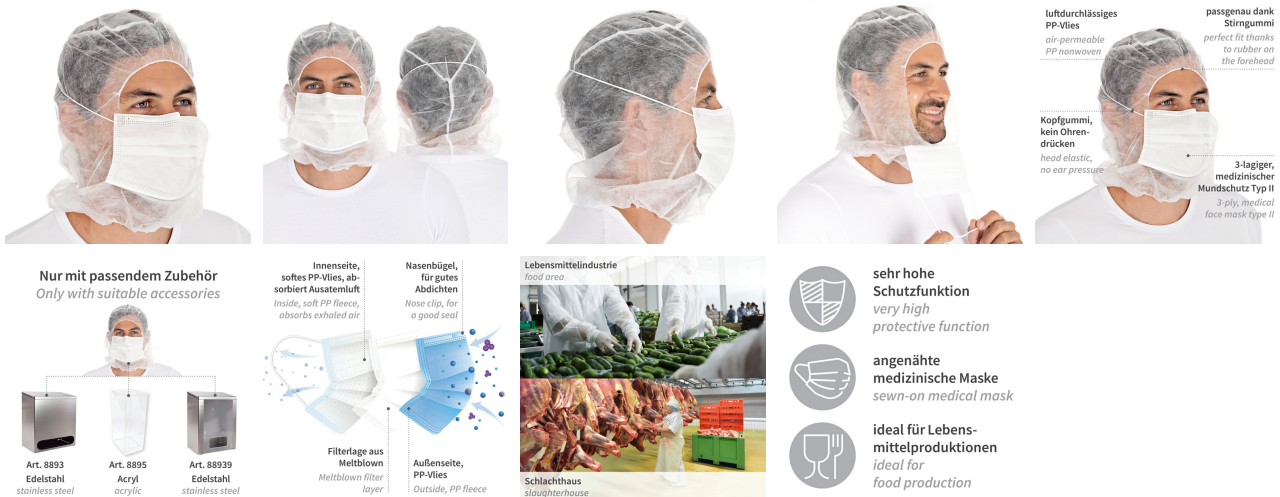 luftdurchlässiges
PP-Vlies
air-permeable
PP nonwoven
passgenau dank
Stirngummi
perfect fit thanks
to rubber on
the forehead
Kopfgummi,
kein Ohren-
drücken
head elastic,
no ear pressure
3-lagiger,
medizinischer
Mundschutz Typ II
3-ply, medical
face mask type II
Nur mit passendem Zubehör
Only with suitable accessories
Art. 8893
Edelstahl
stainless steel
Art. 8895
Acryl
acrylic
Art. 88939
Edelstahl
stainless steel
Innenseite,
softes PP-Vlies, ab-
sorbiert Ausatemluft
Inside, soft PP fleece,
absorbs exhaled air
Nasenbügel,
für gutes
Abdichten
Nose clip, for
a good seal
Filterlage aus
Meltblown
Meltblown filter
layer
Außenseite,
PP-Vlies
Outside, PP fleece
Lebensmittelindustrie
food area
Schlachthaus
slaughterhouse
sehr hohe
Schutzfunktion
very high
protective function
angenähte
medizinische Maske
sewn-on medical mask
ideal für Lebens-
mittelproduktionen
ideal for
food production